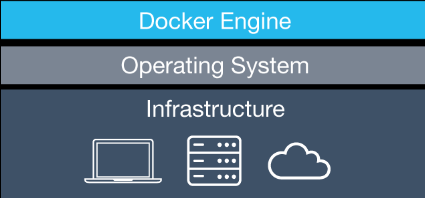 Docker Engine
Operating System
Infrastructure